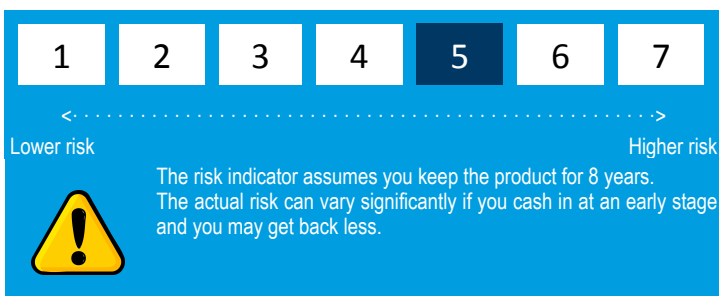 1 2 3 4 5 6 7
<·····················································>
Lower risk Higher risk
The risk indicator assumes you keep the product for 8 years.
The actual risk can vary significantly if you cash in at an early stage
and you may get back less.
!